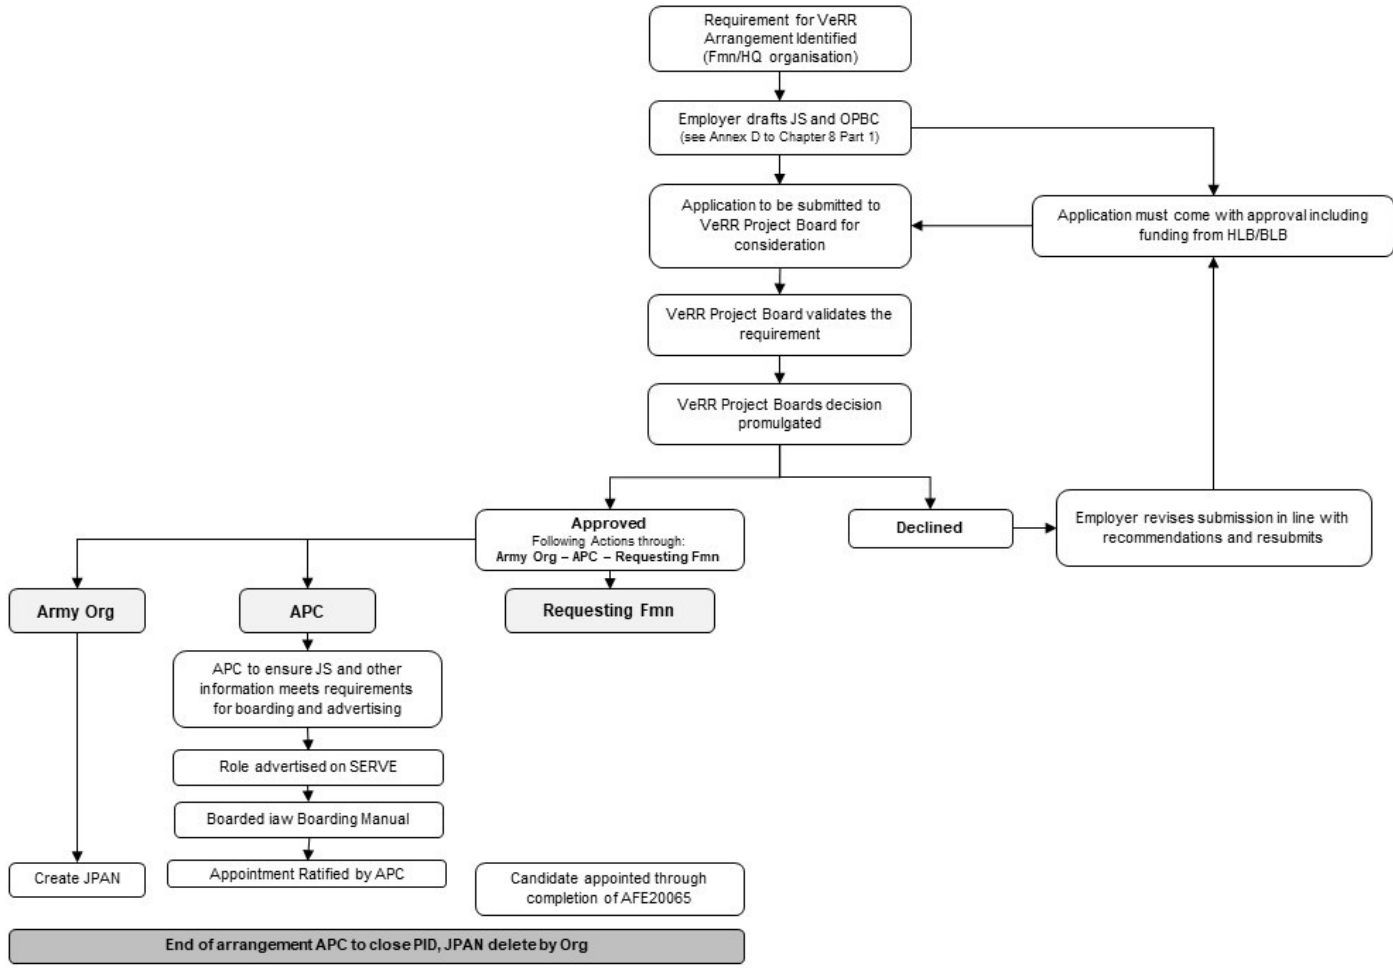 Requirement for VeRR
Arrangement Identified
(Fmn/HQ organisation)
Employer drafts JS and OPBC
(see Annex D to Chapter 8 Part 1)
Application to be submitted to
VeRR Project Board for
consideration
Application must come with approval including
funding from HLB/BLB
VeRR Project Board validates the
requirement
VeRR Project Boards decision
promulgated
Approved
Following Actions through:
Army Org – APC – Requesting Fmn
Declined
Employer revises submission in line with
recommendations and resubmits
Army Org
APC
Requesting Fmn
APC to ensure JS and other
information meets requirements
for boarding and advertising
Role advertised on SERVE
Boarded iaw Boarding Manual
Create JPAN
Appointment Ratified by APC
Candidate appointed through
completion of AFE20065
End of arrangement APC to close PID, JPAN delete by Org